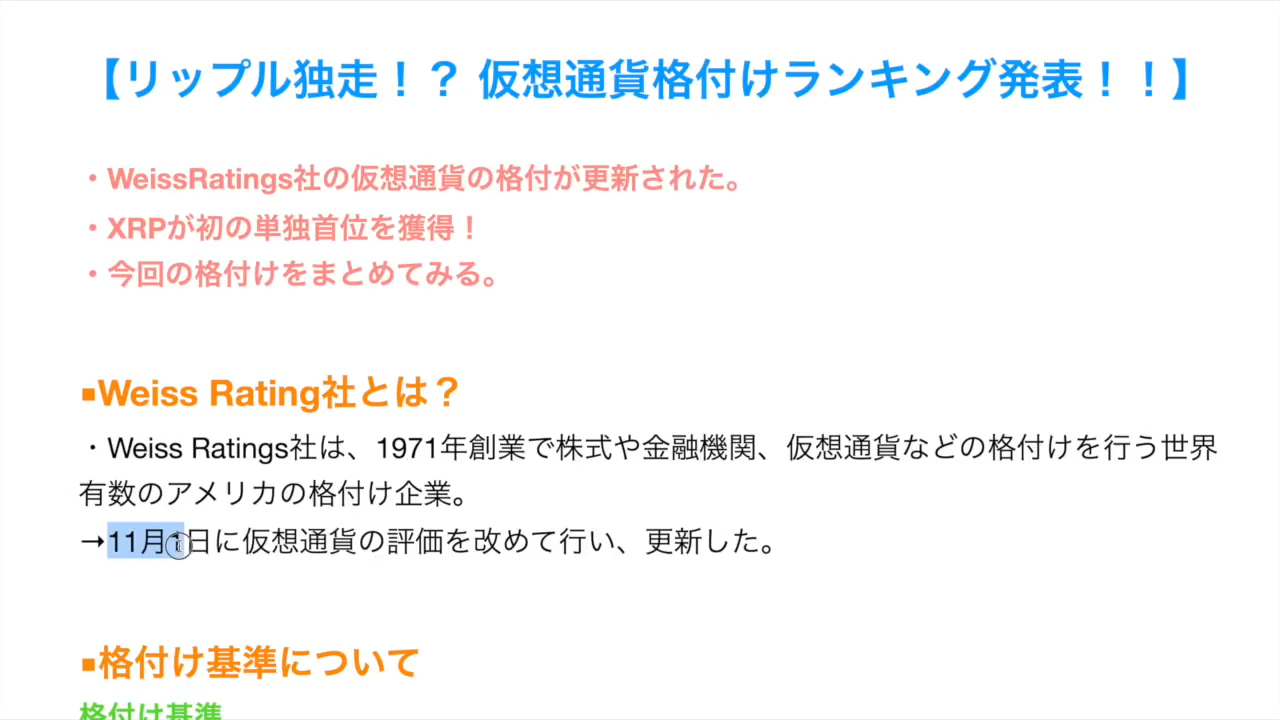 【リップル独走！？ 仮想通貨格付けランキング発表！！】
・WeissRatings社の仮想通貨の格付が更新された。
・XRPが初の単独首位を獲得！
・今回の格付けをまとめてみる。
▪Weiss Rating社とは？
・Weiss Ratings社は、1971年創業で株式や金融機関、仮想通貨などの格付けを行う世界
有数のアメリカの格付け企業。
→11月1日に仮想通貨の評価を改めて行い、更新した。
▪格付け基準について
格付け基準